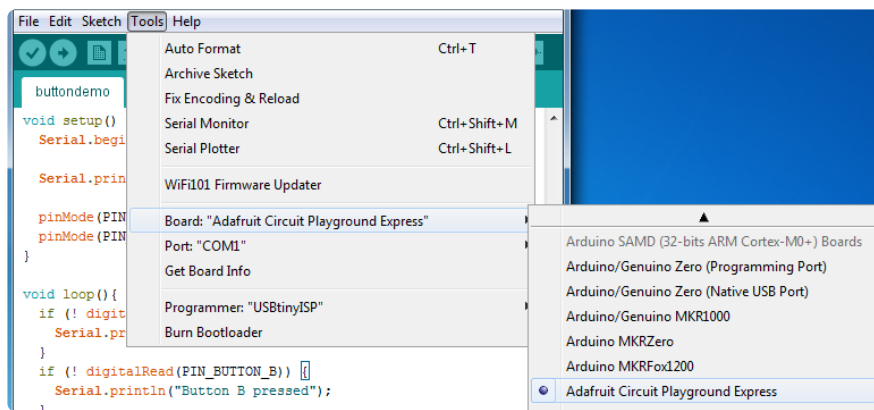 File Edit Sketch Tools Help
Auto Format Ctrl+T
Archive Sketch
Fix Encoding & Reload
Serial Monitor Ctrl+Shift+M
Serial Plotter Ctrl+Shift+L
WiFi101 Firmware Updater
Board: "Adafruit Circuit Playground Express"
Port: "COM1"
Get Board Info
Programmer: "USBtinyISP"
Burn Bootloader
Arduino SAMD (32-bits ARM Cortex-M0+) Boards
Arduino/Genuino Zero (Programming Port)
Arduino/Genuino Zero (Native USB Port)
Arduino/Genuino MKR1000
Arduino MKRZero
Arduino MKRFox1200
Adafruit Circuit Playground Express
buttondemo
void setup()
Serial.begi
Serial.prin
pinMode(PIN
pinMode(PIN
}
void loop(){
if (! digit
Serial.pr
}
if (! digitalRead(PIN_BUTTON_B)) {
Serial.println("Button B pressed");
}